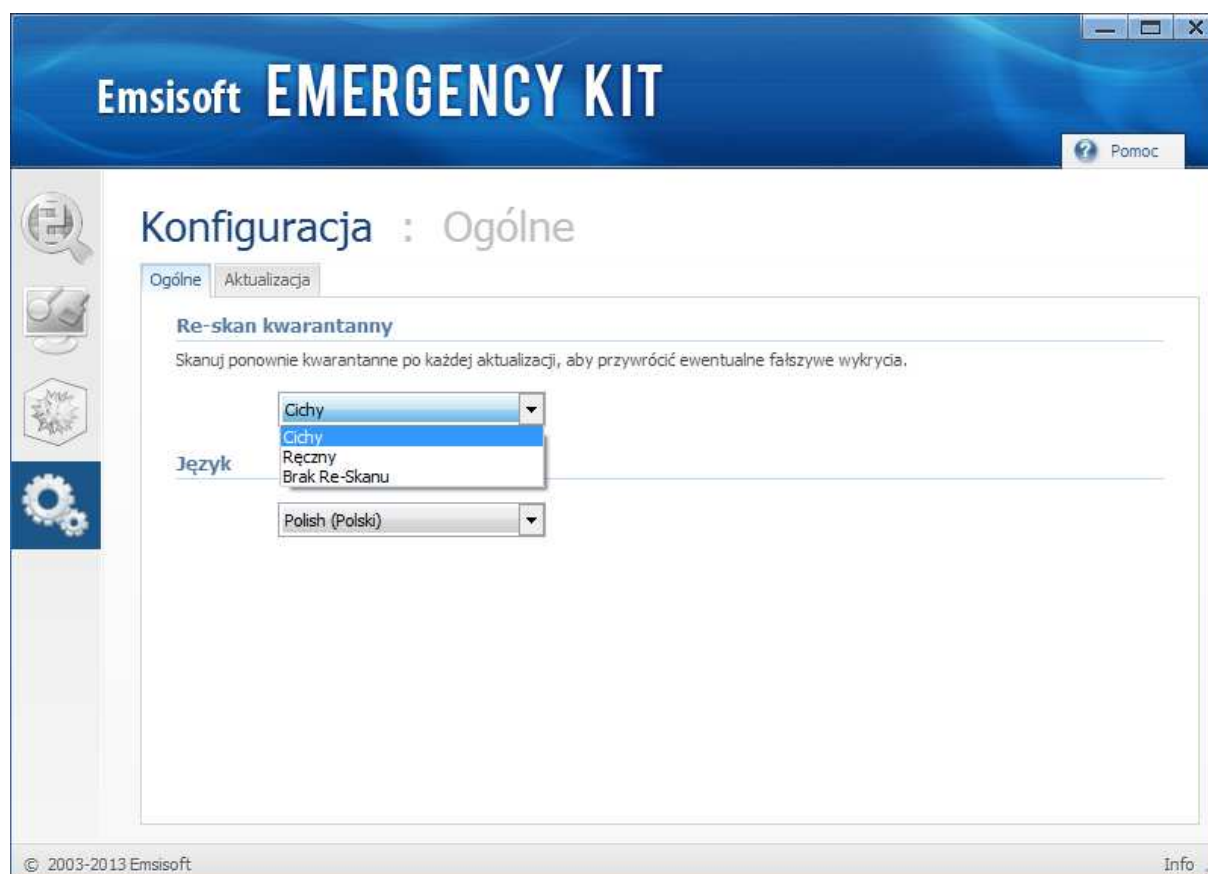 Emsisoft EMERGENCY KIT
Pomoc
Konfiguracja : Ogólne
Ogólne Aktualizacja
Re-skan kwarantanny
Skanuj ponownie kwarantanne po każdej aktualizacji, aby przywrócić ewentualne fałszywe wykrycia.
Cichy
Cichy
Ręczny
Brak Re-Skanu
Język
Polish (Polski)
© 2003-2013 Emsisoft
Info